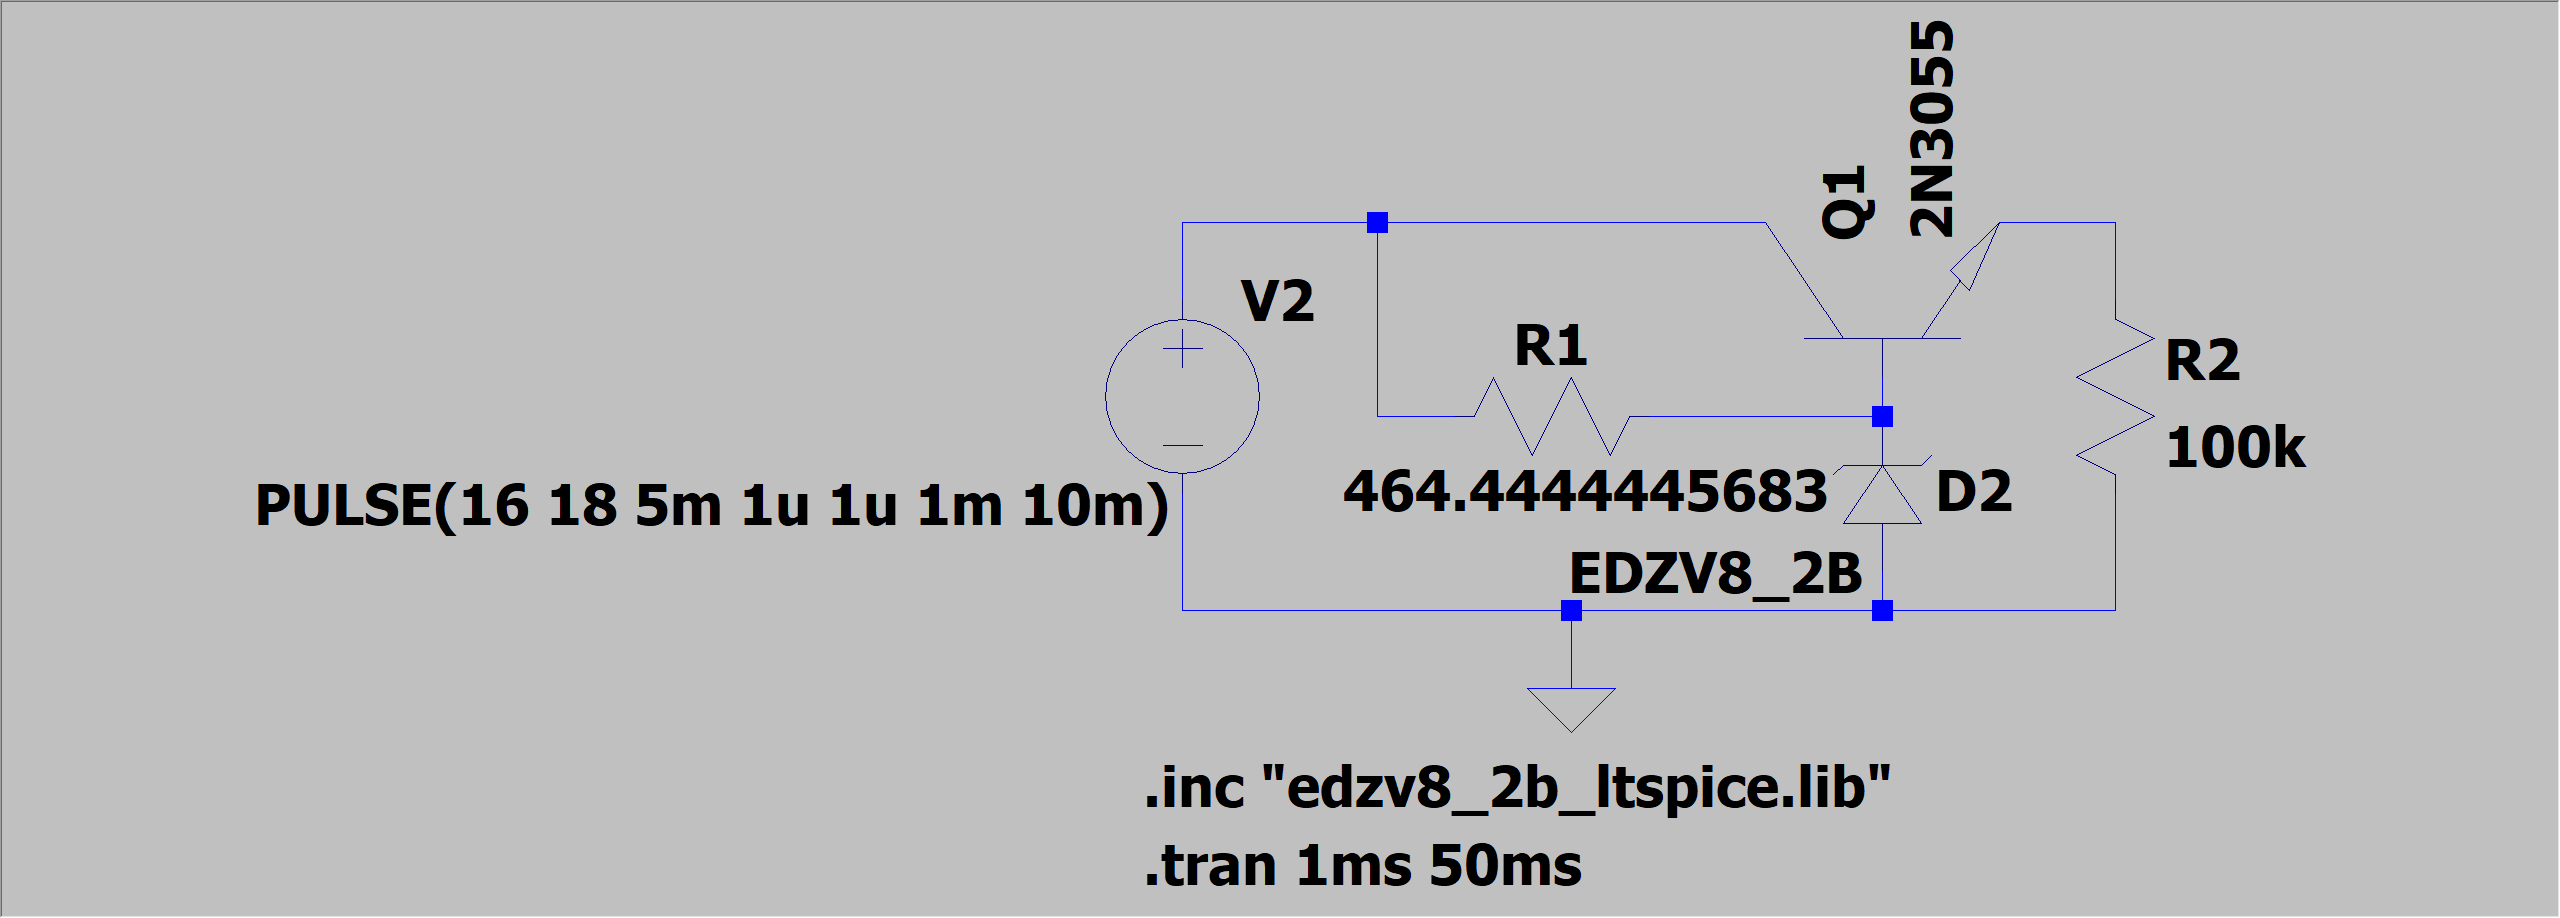 2N3055
Q1
V2
R1
R2
100k
464.4444445683
D2
PULSE(16 18 5m 1u 1u 1m 10m)
EDZV8_2B
.inc "edzv8_2b_ltspice.lib"
.tran 1ms 50ms